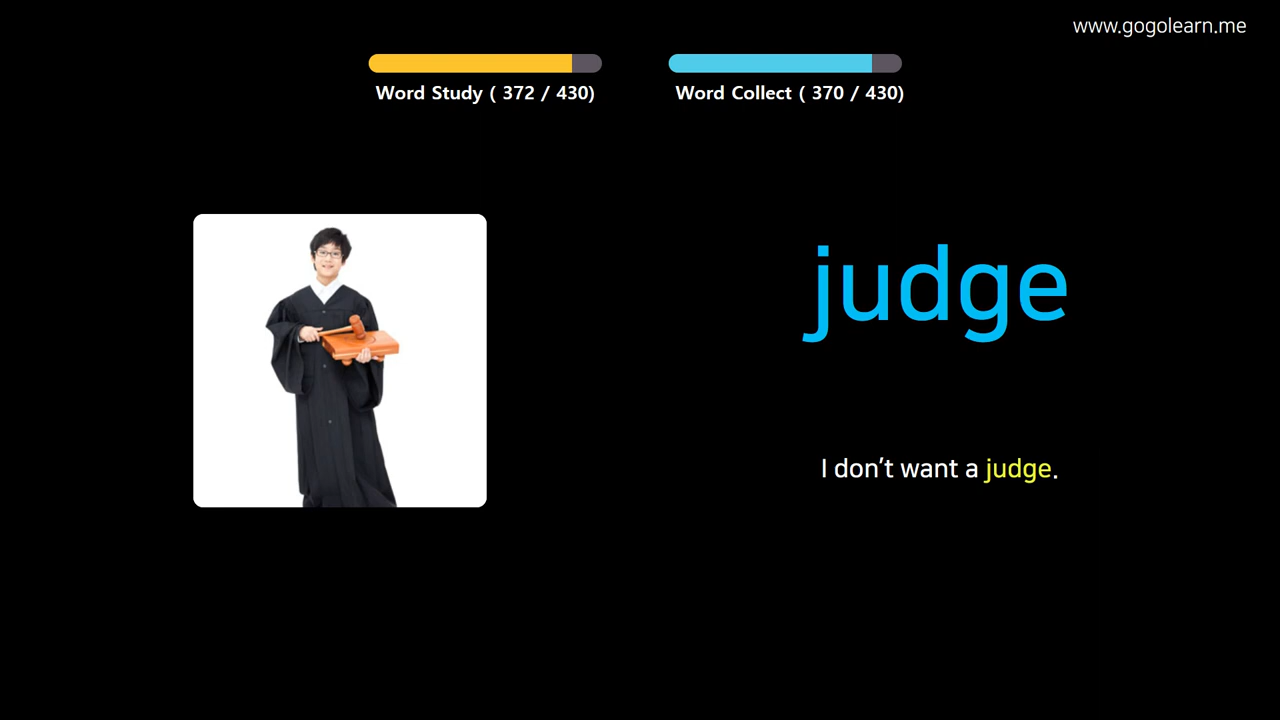 www.gogolearn.me
Word Study ( 372 / 430)
Word Collect ( 370 / 430)
judge
I don’t want a judge.